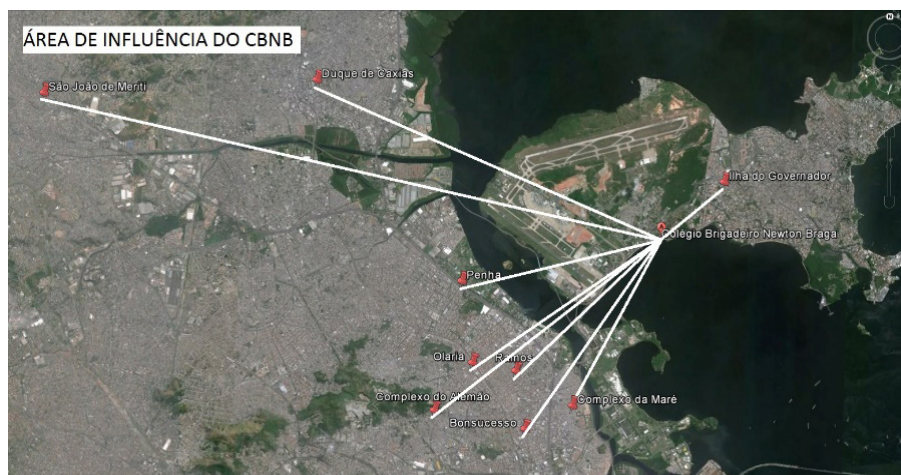 ÁREA DE INFLUÊNCIA DO CBNB
Duque de Caxias
São João de Meriti
Ilha do Governador
Colégio Brigadeiro Newton Braga
Penha
Olaria
Ramos
Complexo do Alemão
Complexo da Maré
Bonsucesso
N